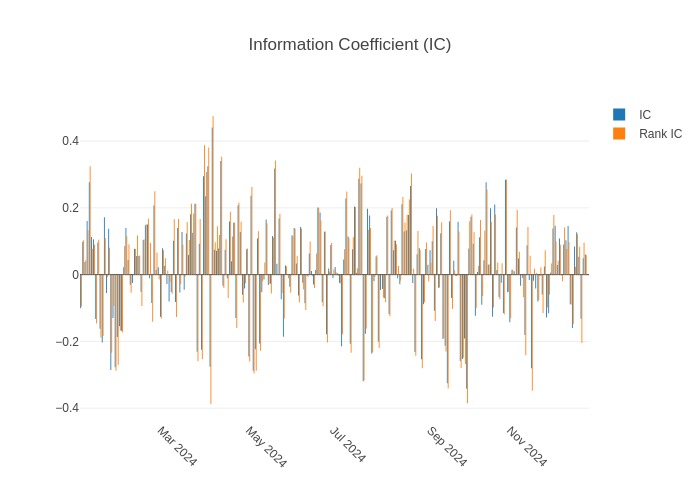 Information Coefficient (IC)
IC
Rank IC
0.4
0.2
0
−0.2
−0.4
Mar 2024
May 2024
Jul 2024
Sep 2024
Nov 2024